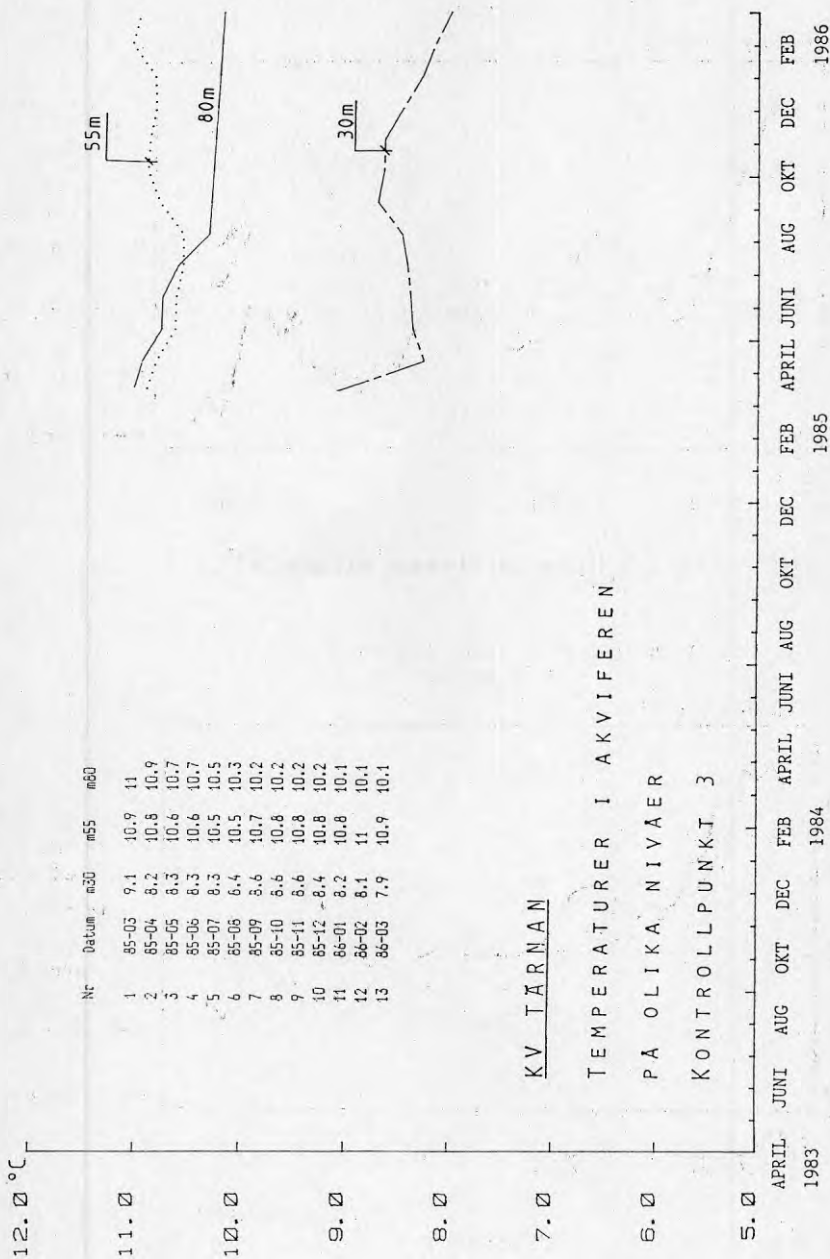 12.0 °C
11.0
10.0
9.0
8.0
7.0
6.0
5.0
55m
80m
30m
Nr Datum m30 m55 m80
1 85-03 9.1 10.9 11
2 85-04 8.2 10.8 10.9
3 85-05 8.3 10.6 10.7
4 85-06 8.3 10.6 10.7
5 85-07 8.3 10.5 10.5
6 85-08 8.4 10.5 10.3
7 85-09 8.6 10.7 10.2
8 85-10 8.6 10.8 10.2
9 85-11 8.6 10.8 10.2
10 85-12 8.4 10.8 10.2
11 86-01 8.2 10.8 10.1
12 86-02 8.1 11 10.1
13 86-03 7.9 10.9 10.1
KV TÄRNAN
TEMPERATURER I AKVIFEREN
PÅ OLIKA NIVÅER
KONTROLLPUNKT 3
APRIL JUNI AUG OKT DEC FEB APRIL JUNI AUG OKT DEC FEB APRIL JUNI AUG OKT DEC FEB
1983 1984 1985 1986